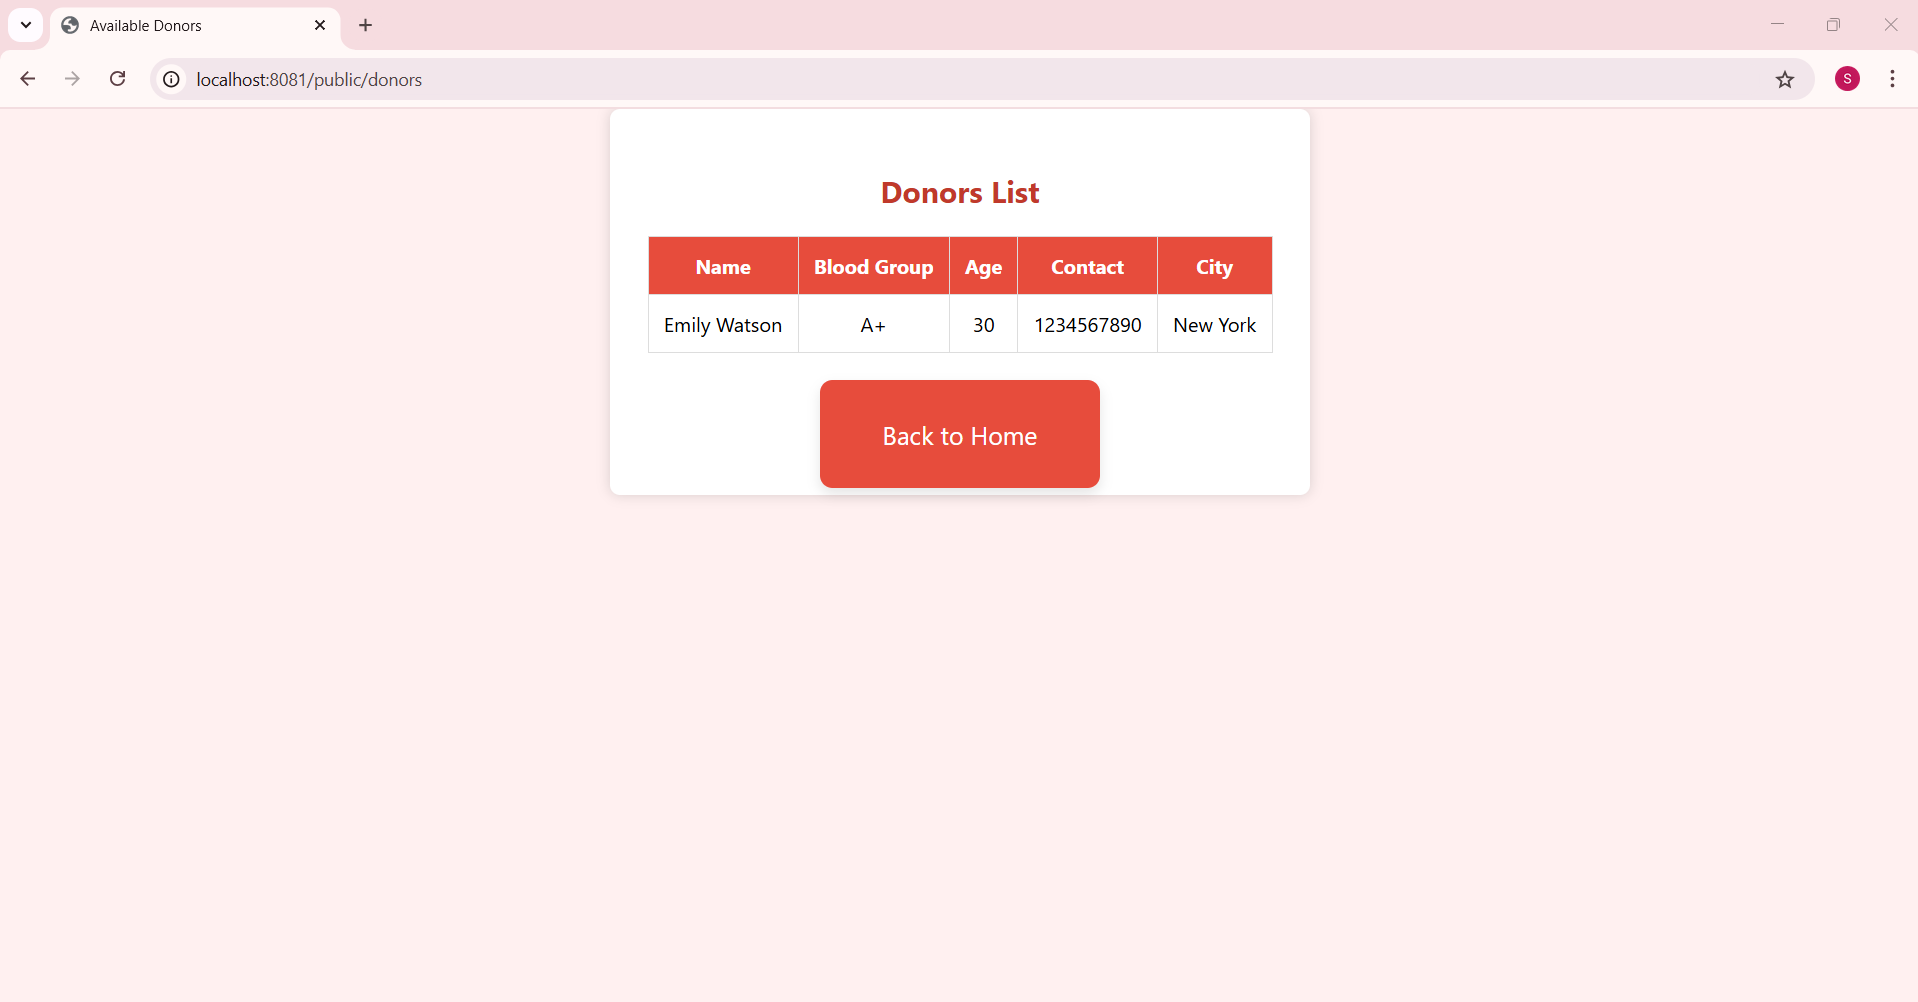 Available Donors
localhost:8081/public/donors
S
Donors List
Name Blood Group Age Contact City
Emily Watson A+ 30 1234567890 New York
Back to Home